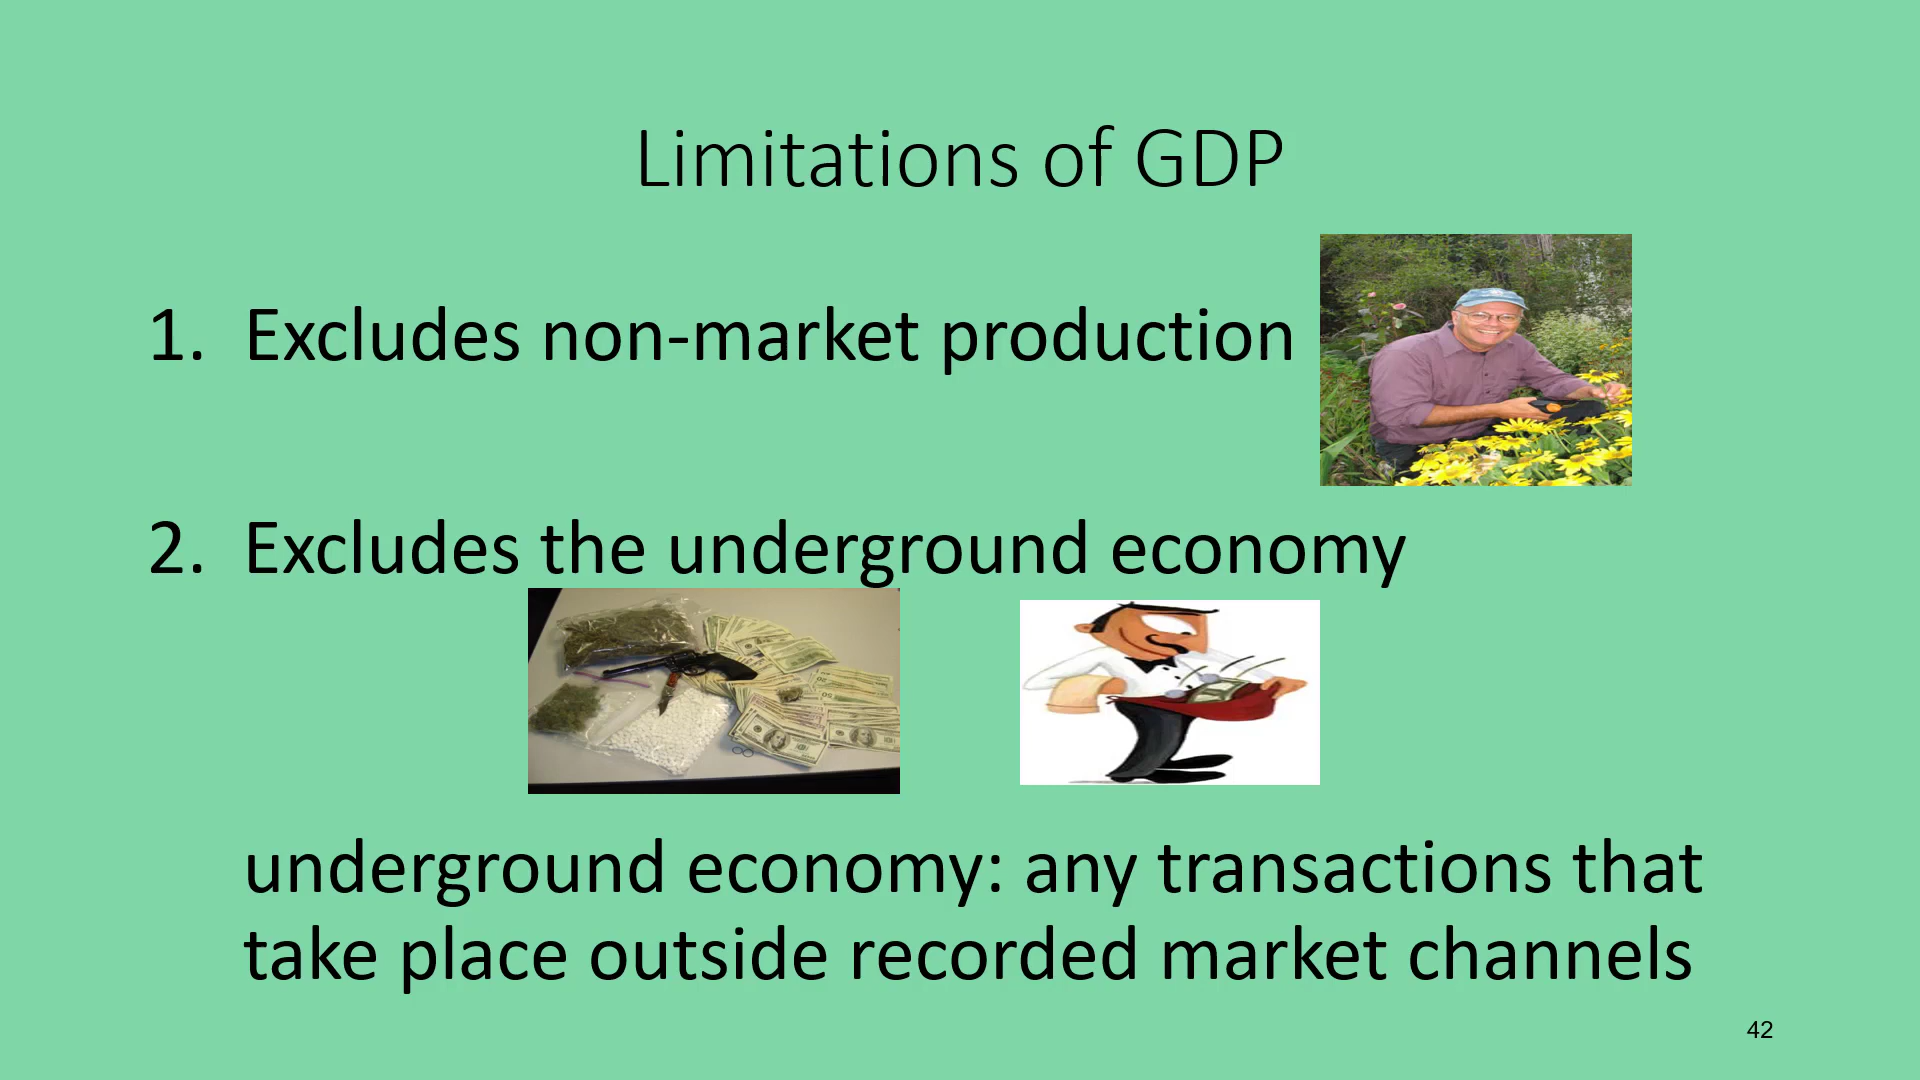 Limitations of GDP
1. Excludes non-market production
2. Excludes the underground economy
underground economy: any transactions that
take place outside recorded market channels
42